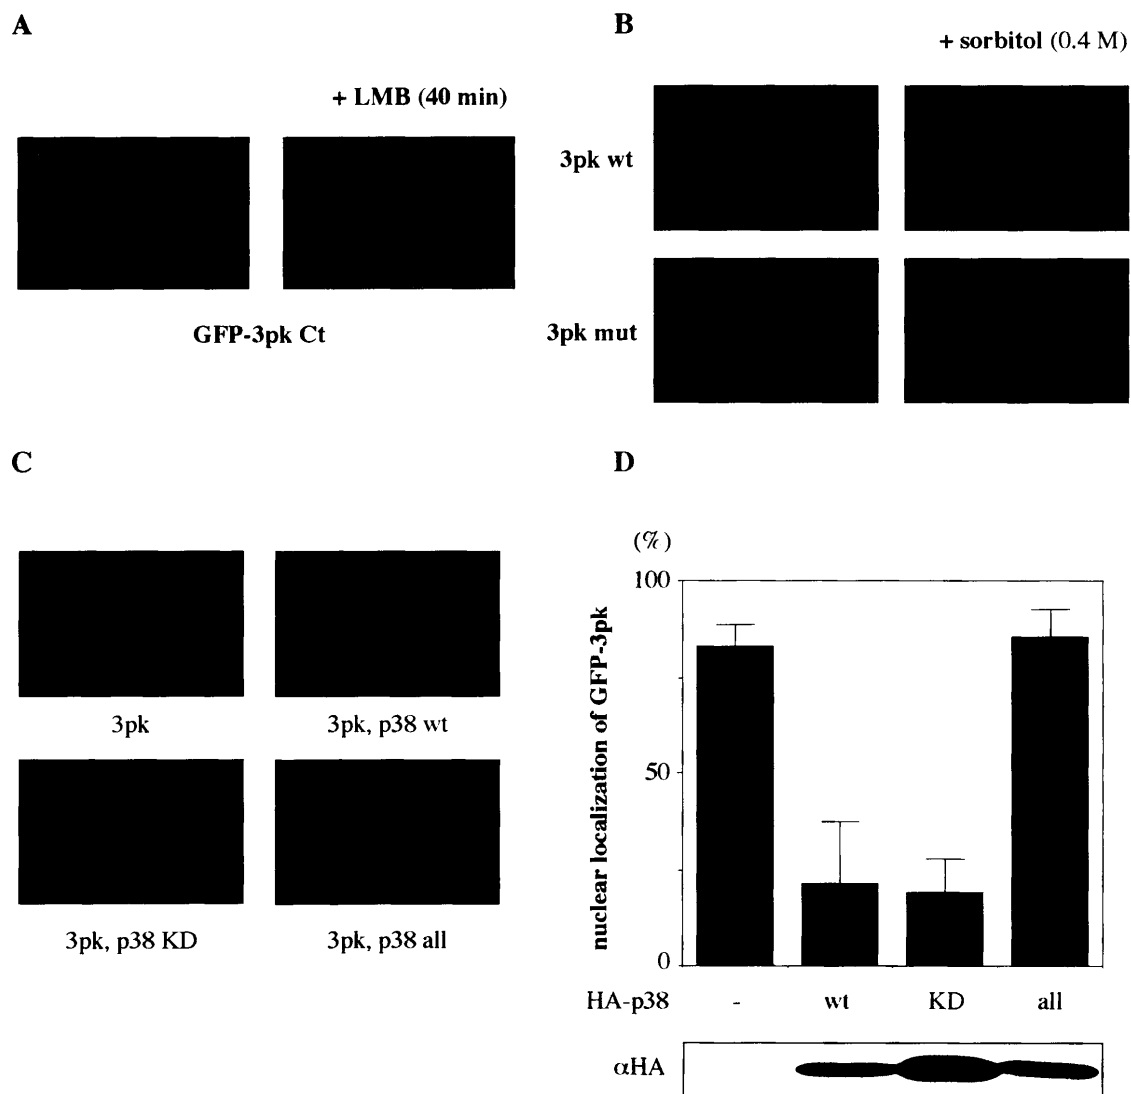 A
+ LMB (40 min)
GFP-3pk Ct
B
+ sorbitol (0.4 M)
3pk wt
3pk mut
C
3pk
3pk, p38 wt
3pk, p38 KD
3pk, p38 all
D
(%)
100
50
0
nuclear localization of GFP-3pk
HA-p38 - wt KD all
αHA